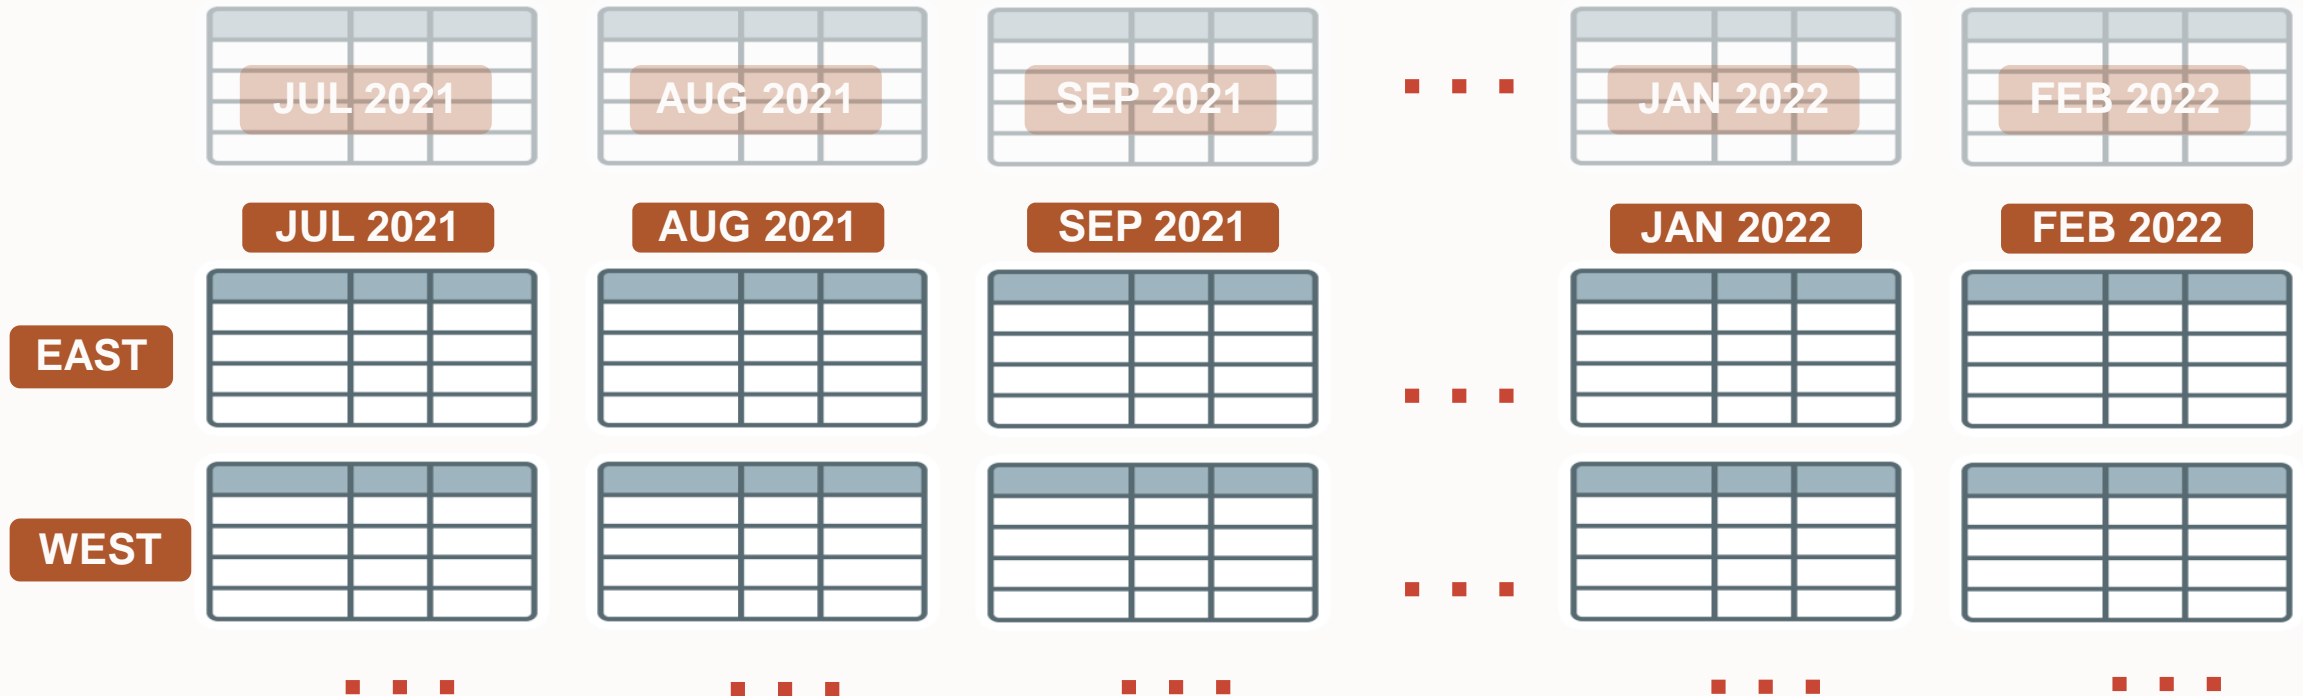 JUL 2021 AUG 2021 SEP 2021 ... JAN 2022 FEB 2022
JUL 2021 AUG 2021 SEP 2021 JAN 2022 FEB 2022
EAST ...
WEST ...
... ... ... ... ...